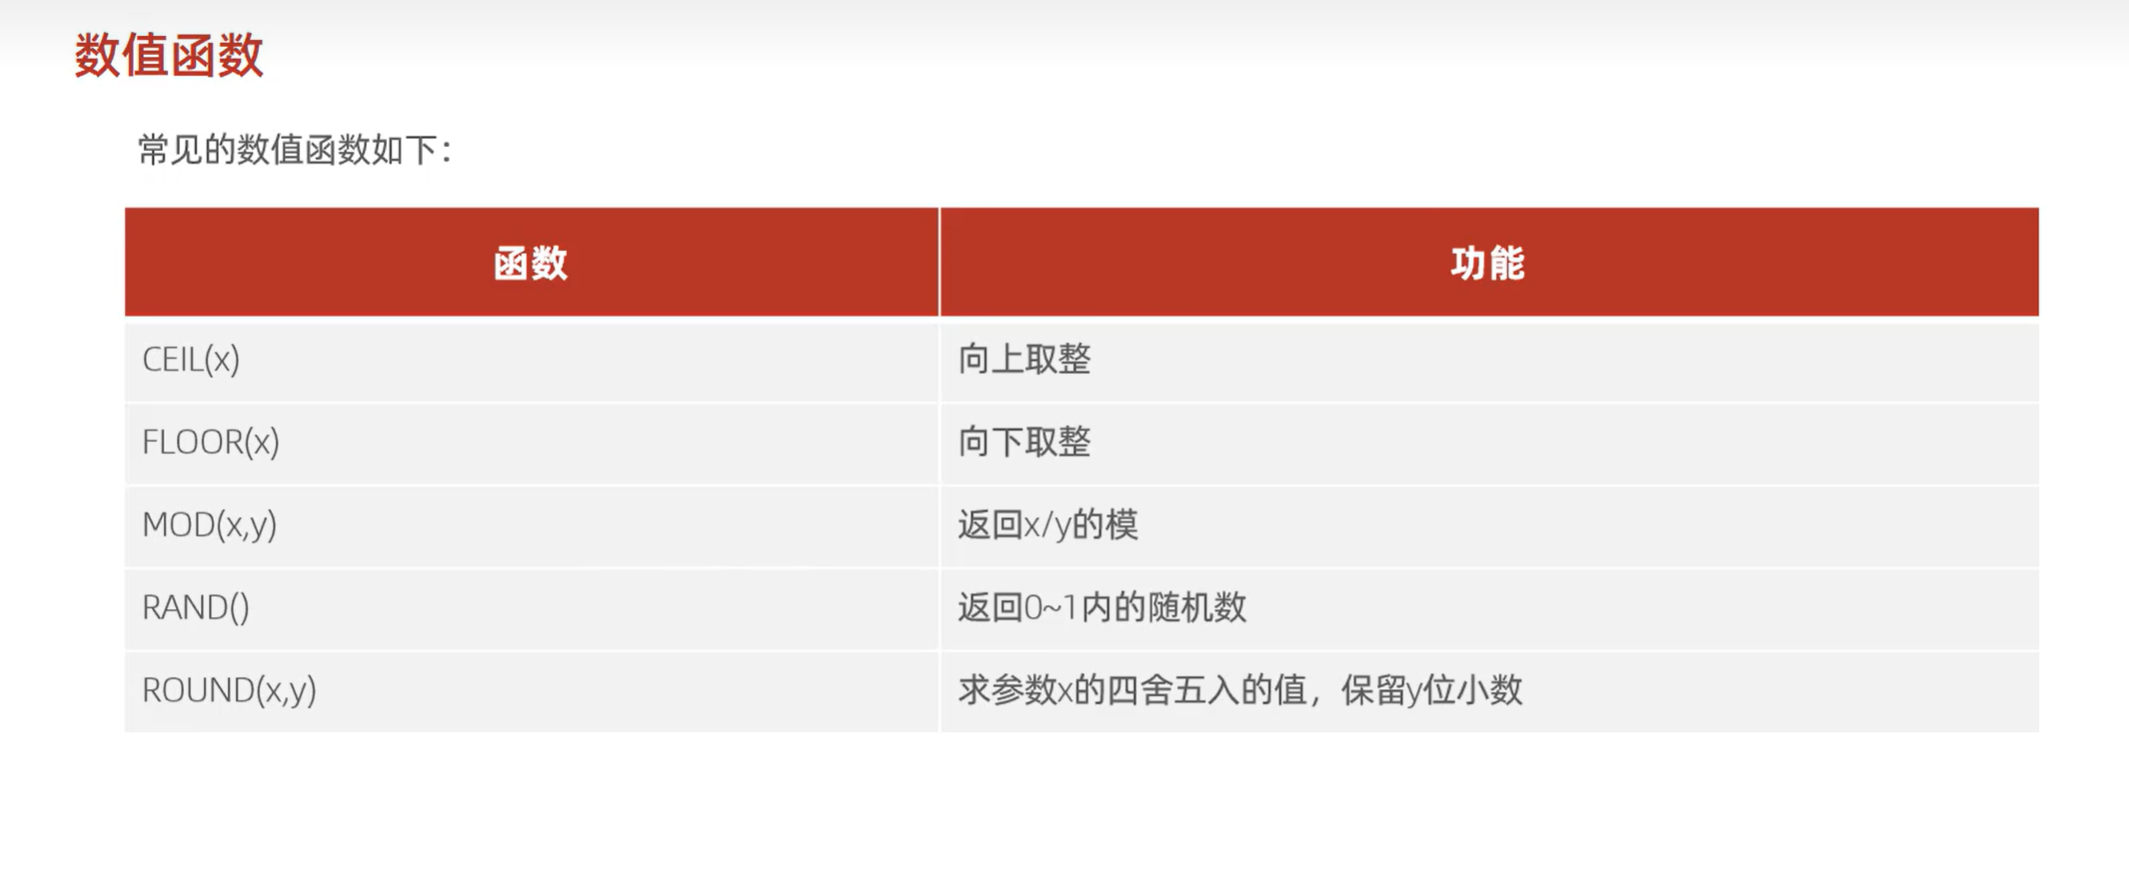 数值函数
常见的数值函数如下：
函数 功能
CEIL(x) 向上取整
FLOOR(x) 向下取整
MOD(x,y) 返回x/y的模
RAND() 返回0~1内的随机数
ROUND(x,y) 求参数x的四舍五入的值，保留y位小数